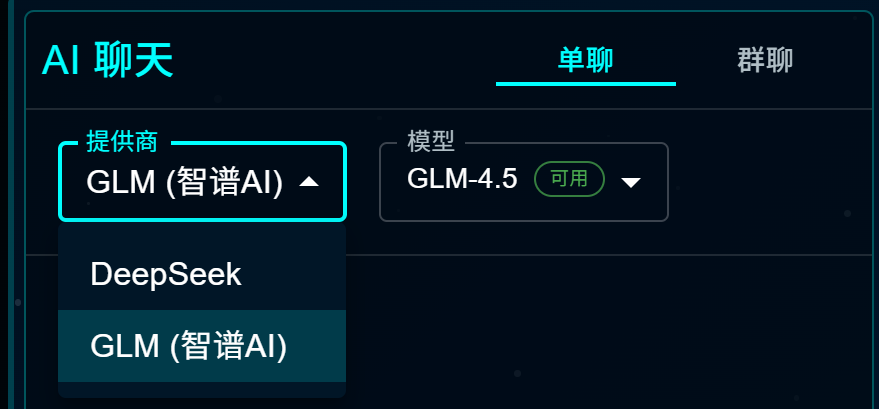 AI 聊天
单聊
群聊
提供商
GLM (智谱AI)
模型
GLM-4.5
可用
DeepSeek
GLM (智谱AI)